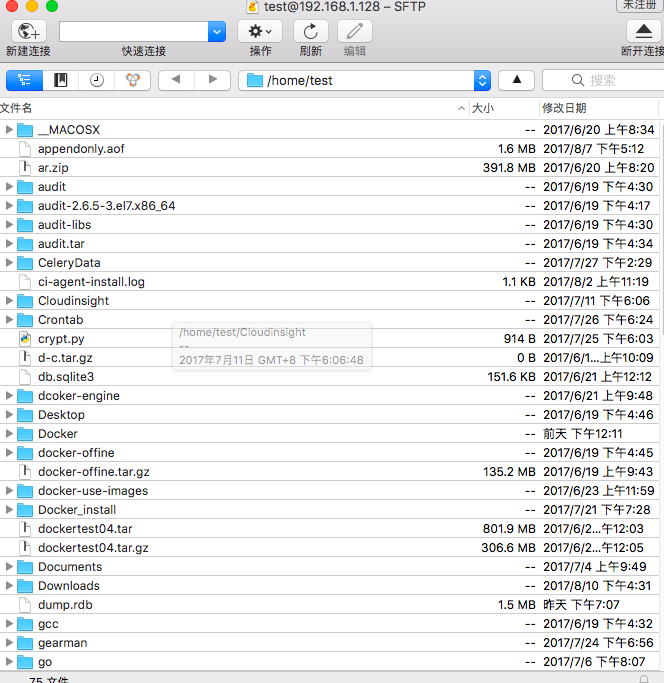 test@192.168.1.128 – SFTP
未注册
新建连接 快速连接 操作 刷新 编辑 断开连接
/home/test 搜索
文件名 大小 修改日期
__MACOSX -- 2017/6/20 上午8:34
appendonly.aof 1.6 MB 2017/8/7 下午5:12
ar.zip 391.8 MB 2017/6/20 上午8:20
audit -- 2017/6/19 下午4:30
audit-2.6.5-3.el7.x86_64 -- 2017/6/19 下午4:17
audit-libs -- 2017/6/19 下午4:30
audit.tar -- 2017/6/19 下午4:34
CeleryData -- 2017/7/27 下午2:29
ci-agent-install.log 1.1 KB 2017/8/2 上午11:19
Cloudinsight -- 2017/7/11 下午6:06
Crontab -- 2017/7/26 下午6:24
/home/test/Cloudinsight
--
2017年7月11日 GMT+8 下午6:06:48
crypt.py 914 B 2017/7/25 下午6:03
d-c.tar.gz 0 B 2017/6/1...上午10:09
db.sqlite3 151.6 KB 2017/6/21 上午12:12
dcoker-engine -- 2017/6/21 上午9:48
Desktop -- 2017/6/19 下午4:46
Docker -- 前天 下午12:11
docker-offine -- 2017/6/19 下午4:45
docker-offine.tar.gz 135.2 MB 2017/6/19 上午9:43
docker-use-images -- 2017/6/23 上午11:59
Docker_install -- 2017/7/21 下午7:28
dockertest04.tar 801.9 MB 2017/6/2...午12:03
dockertest04.tar.gz 306.6 MB 2017/6/2...午12:05
Documents -- 2017/7/4 上午9:49
Downloads -- 2017/8/10 下午4:31
dump.rdb 1.5 MB 昨天 下午7:07
gcc -- 2017/6/19 下午4:32
gearman -- 2017/7/24 下午6:56
go -- 2017/7/6 下午8:07
75 文件